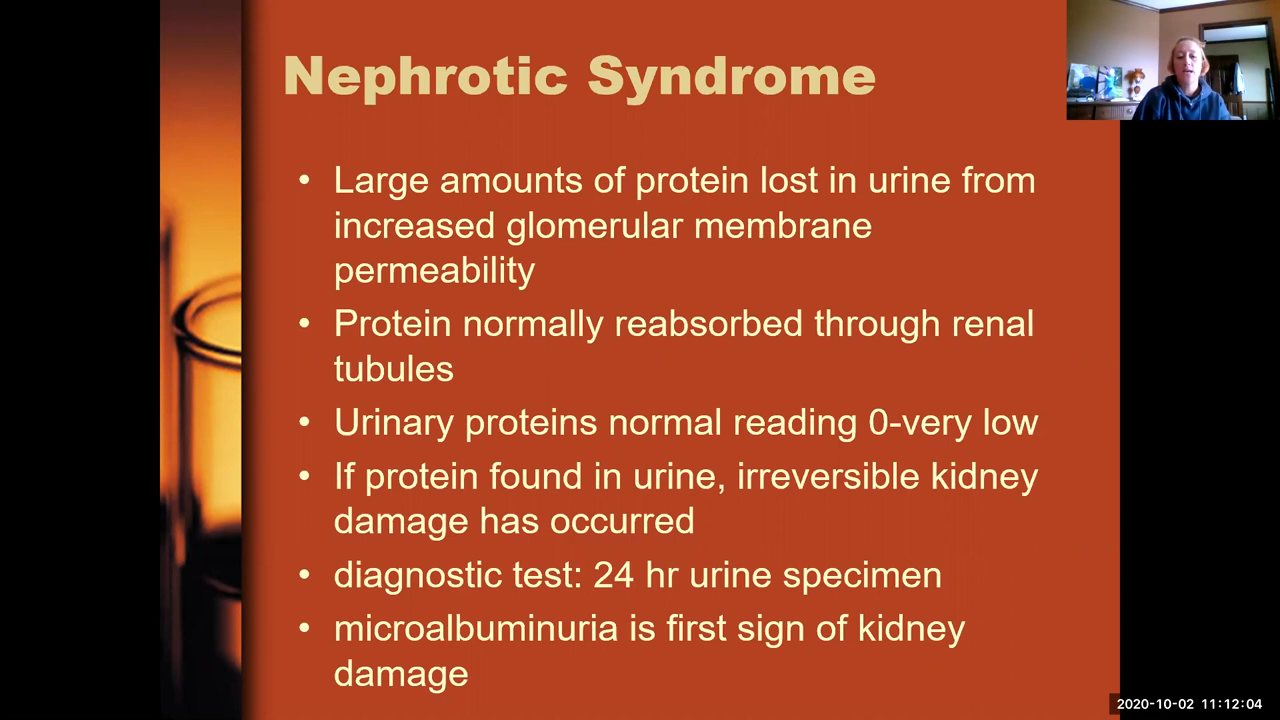 Nephrotic Syndrome
• Large amounts of protein lost in urine from
increased glomerular membrane
permeability
• Protein normally reabsorbed through renal
tubules
• Urinary proteins normal reading 0-very low
• If protein found in urine, irreversible kidney
damage has occurred
• diagnostic test: 24 hr urine specimen
• microalbuminuria is first sign of kidney
damage
2020-10-02 11:12:04